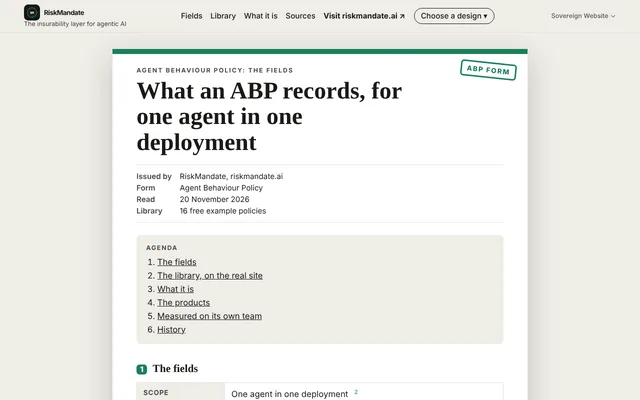 RiskMandate
The insurability layer for agentic AI
Fields Library What it is Sources Visit riskmandate.ai ↗ Choose a design ▾
Sovereign Website
AGENT BEHAVIOUR POLICY: THE FIELDS
ABP FORM
What an ABP records, for
one agent in one
deployment
Issued by RiskMandate, riskmandate.ai
Form Agent Behaviour Policy
Read 20 November 2026
Library 16 free example policies
AGENDA
1. The fields
2. The library, on the real site
3. What it is
4. The products
5. Measured on its own team
6. History
1 The fields
SCOPE One agent in one deployment 2